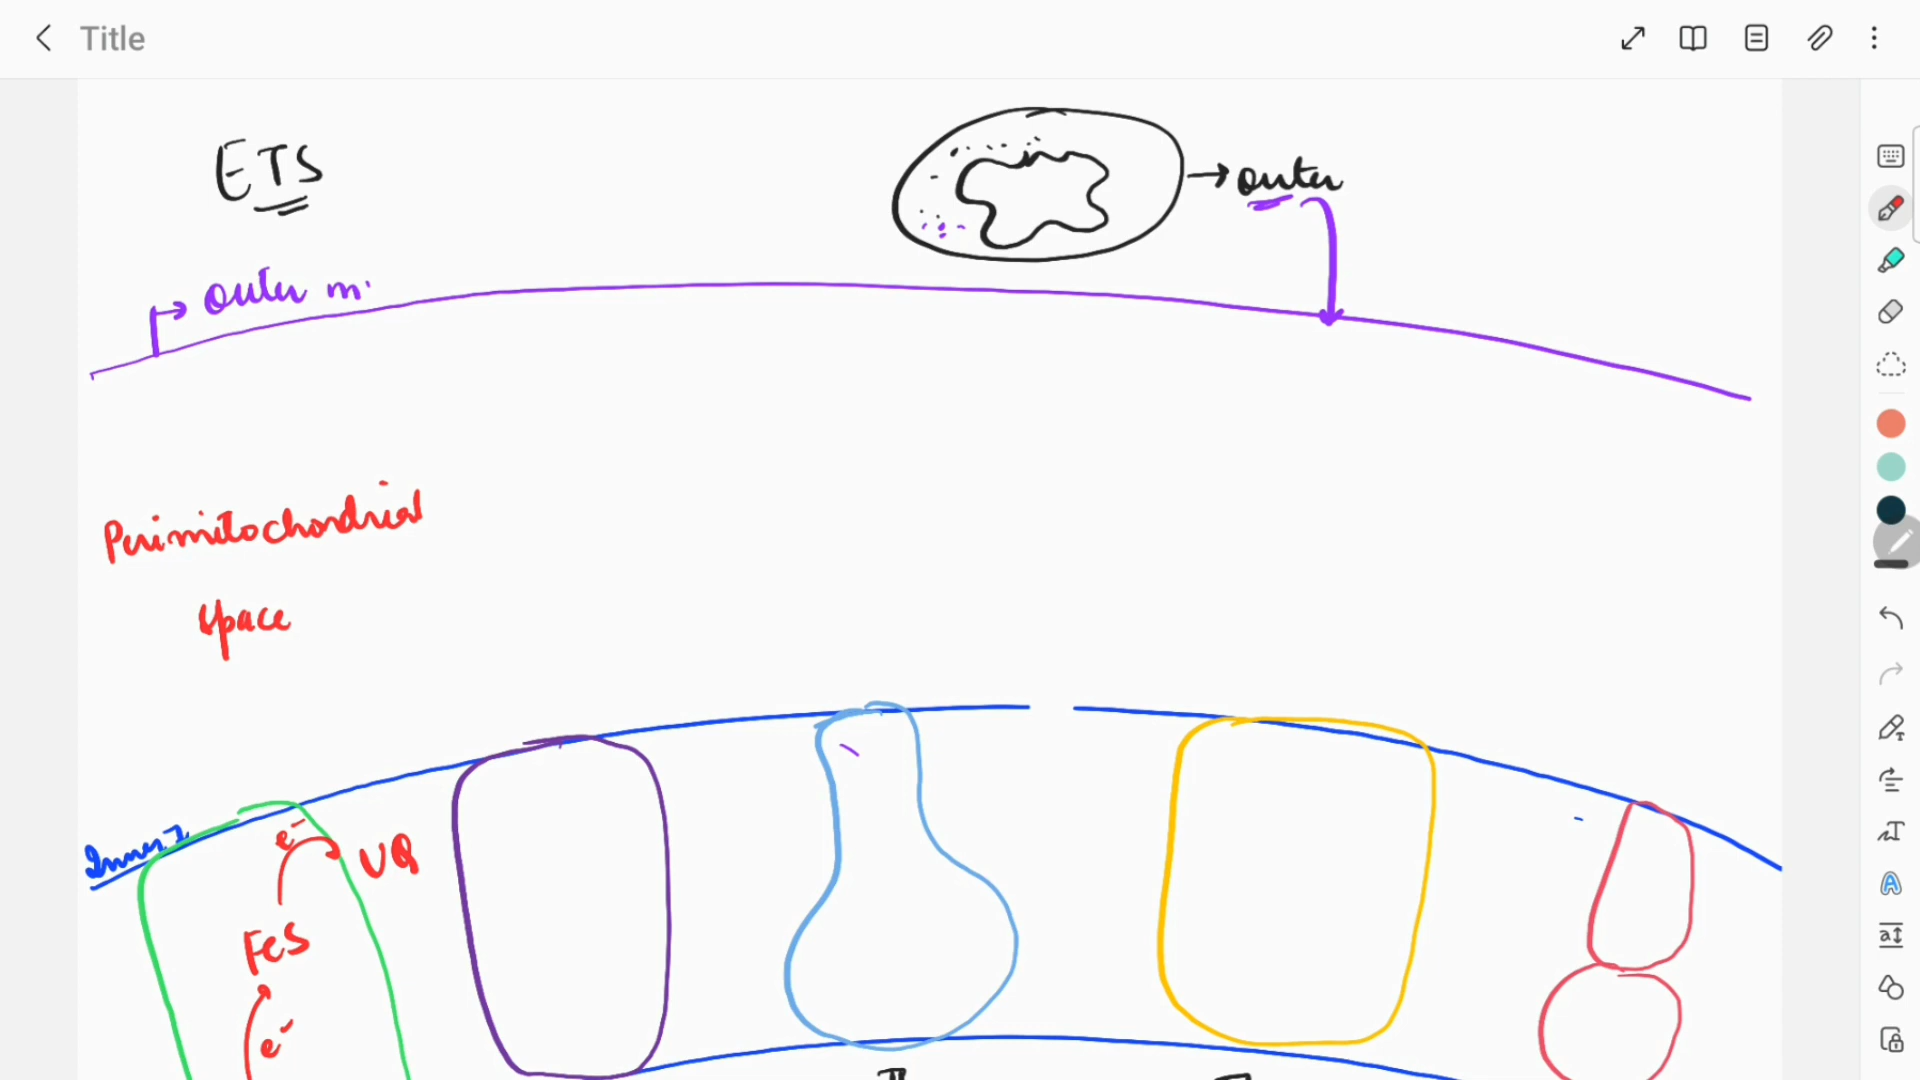 Title
ETS
→ outer
→ outer m.
Perimitochondrial
space
Inner
e⁻
UQ
FeS
e⁻